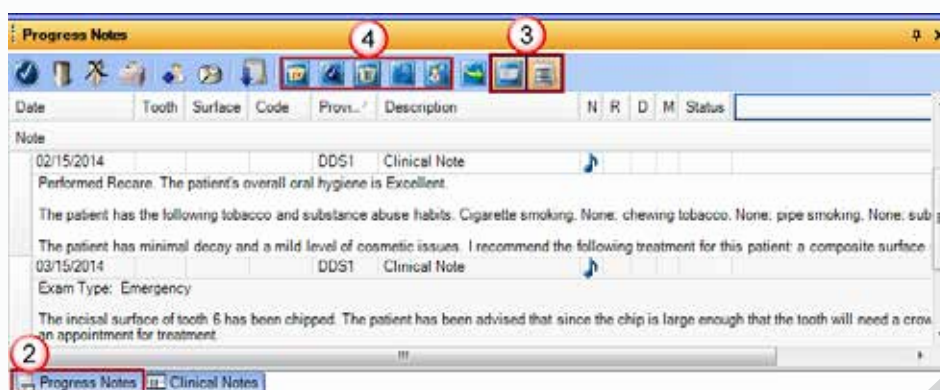 Progress Notes
4
3
Date Tooth Surface Code Provi... Description N R D M Status
Note
02/15/2014 DDS1 Clinical Note
Performed Recare. The patient's overall oral hygiene is Excellent.
The patient has the following tobacco and substance abuse habits. Cigarette smoking. None: chewing tobacco. None: pipe smoking. None: sub
The patient has minimal decay and a mild level of cosmetic issues. I recommend the following treatment for this patient: a composite surface
03/15/2014 DDS1 Clinical Note
Exam Type: Emergency
The incisal surface of tooth 6 has been chipped. The patient has been advised that since the chip is large enough that the tooth will need a crow
an appointment for treatment.
2
Progress Notes Clinical Notes